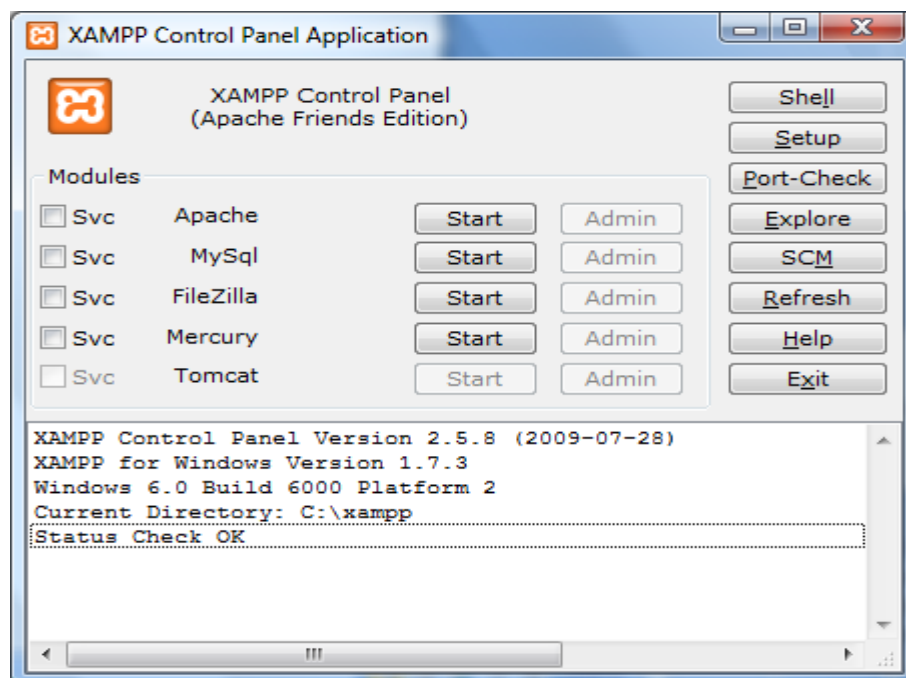 XAMPP Control Panel Application
XAMPP Control Panel
(Apache Friends Edition)
Shell
Setup
Modules
Port-Check
Svc Apache Start Admin Explore
Svc MySql Start Admin SCM
Svc FileZilla Start Admin Refresh
Svc Mercury Start Admin Help
Svc Tomcat Start Admin Exit
XAMPP Control Panel Version 2.5.8 (2009-07-28)
XAMPP for Windows Version 1.7.3
Windows 6.0 Build 6000 Platform 2
Current Directory: C:\xampp
Status Check OK